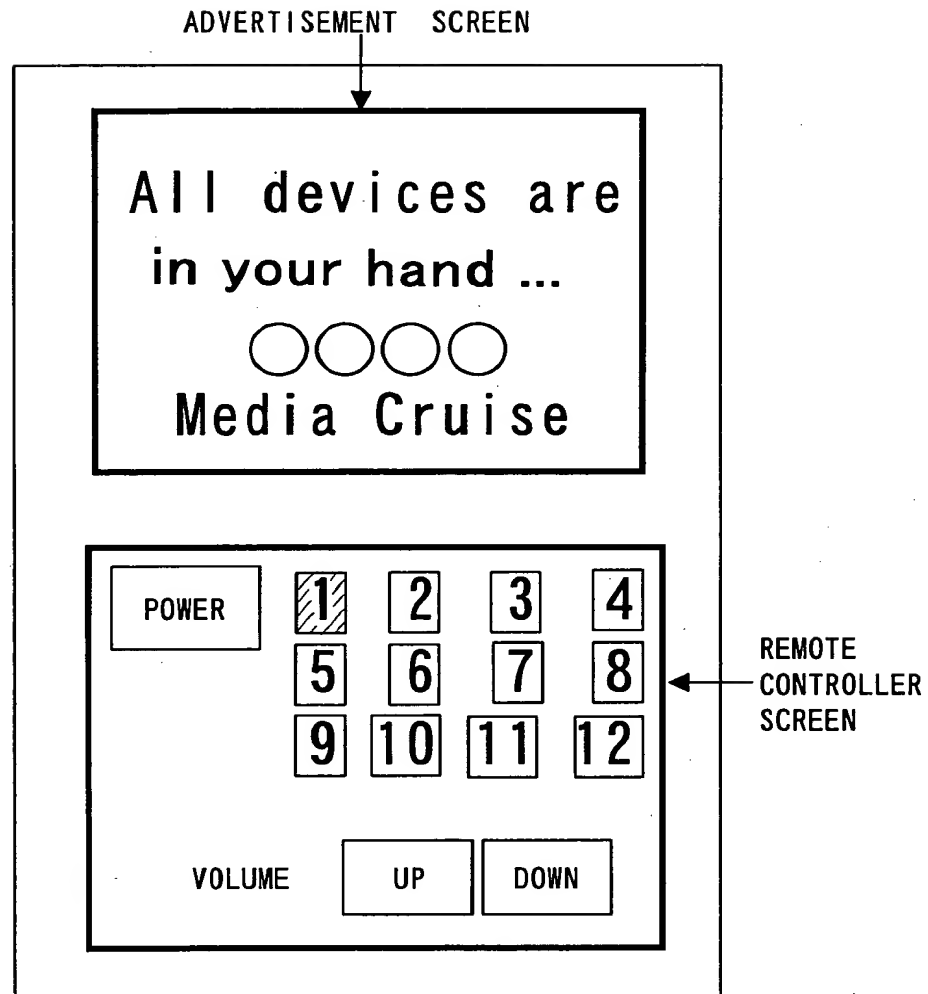 ADVERTISEMENT SCREEN
All devices are
in your hand ...
○○○○
Media Cruise
POWER
1 2 3 4
5 6 7 8
9 10 11 12
VOLUME UP DOWN
REMOTE
CONTROLLER
SCREEN